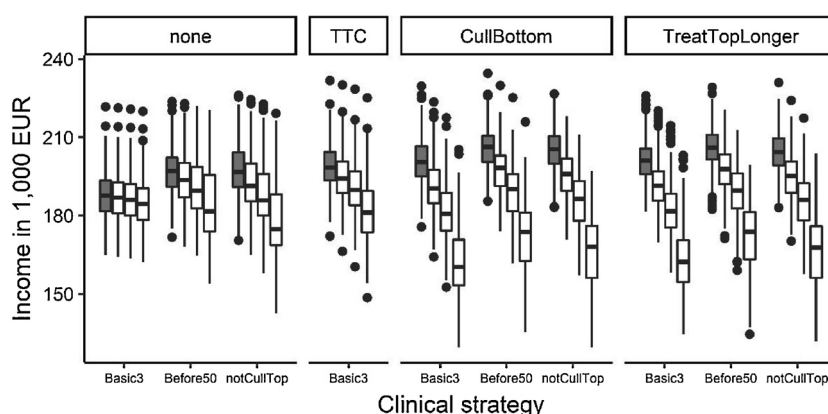 none TTC CullBottom TreatTopLonger
240
210
180
150
Income in 1,000 EUR
Basic3 Before50 notCullTop Basic3 Basic3 Before50 notCullTop Basic3 Before50 notCullTop
Clinical strategy